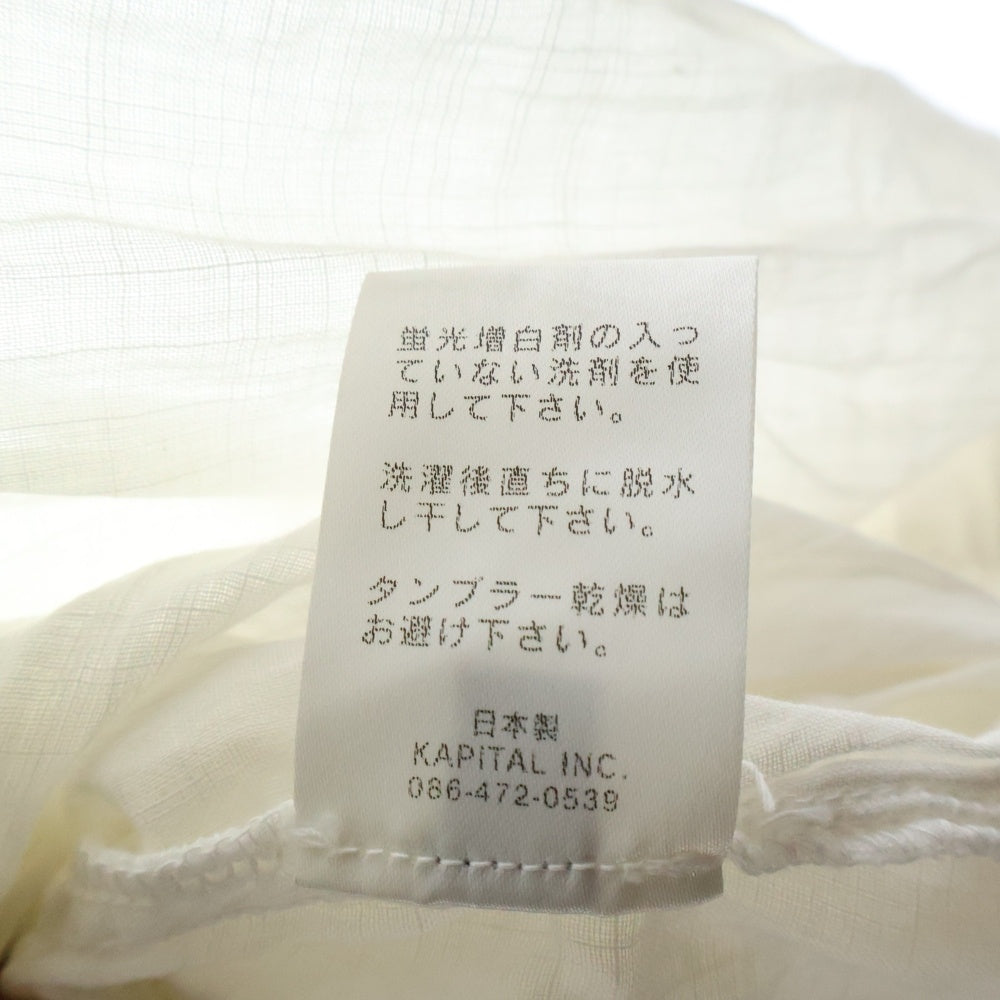 蛍光増白剤の入っ
ていない洗剤を使
用して下さい。
洗濯後直ちに脱水
し干して下さい。
タンブラー乾燥は
お避け下さい。
日本製
KAPITAL INC.
086-472-0539